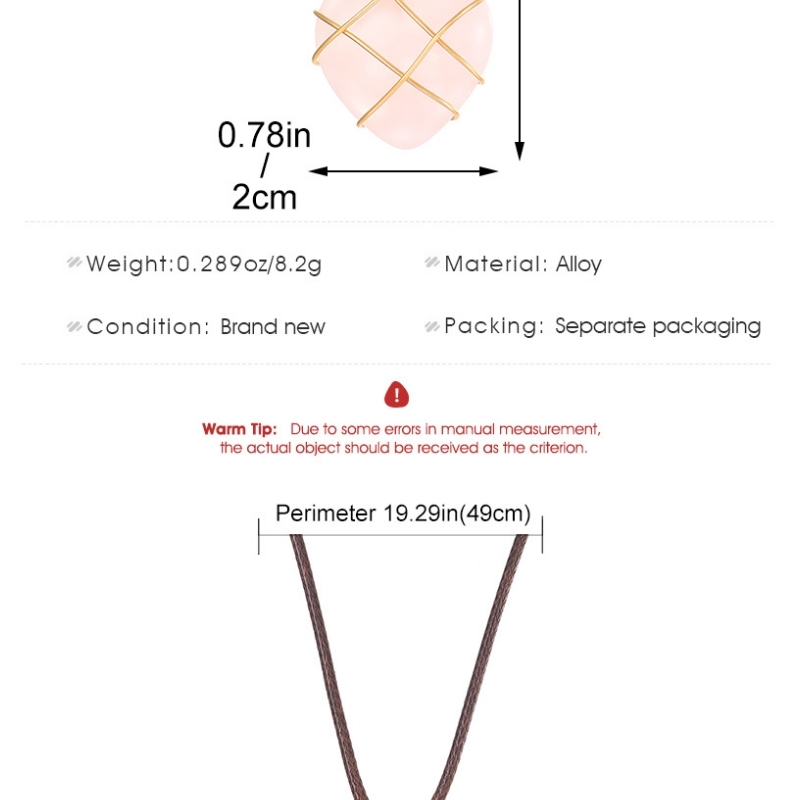 0.78in
/
2cm
Weight:0.289oz/8.2g
Material: Alloy
Condition: Brand new
Packing: Separate packaging
!
Warm Tip: Due to some errors in manual measurement,
the actual object should be received as the criterion.
Perimeter 19.29in(49cm)